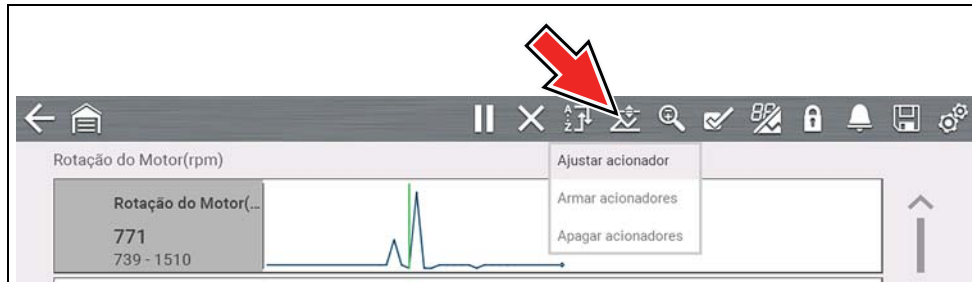 Rotação do Motor(rpm)
Ajustar acionador
Armar acionadores
Apagar acionadores
Rotação do Motor(...
771
739 - 1510